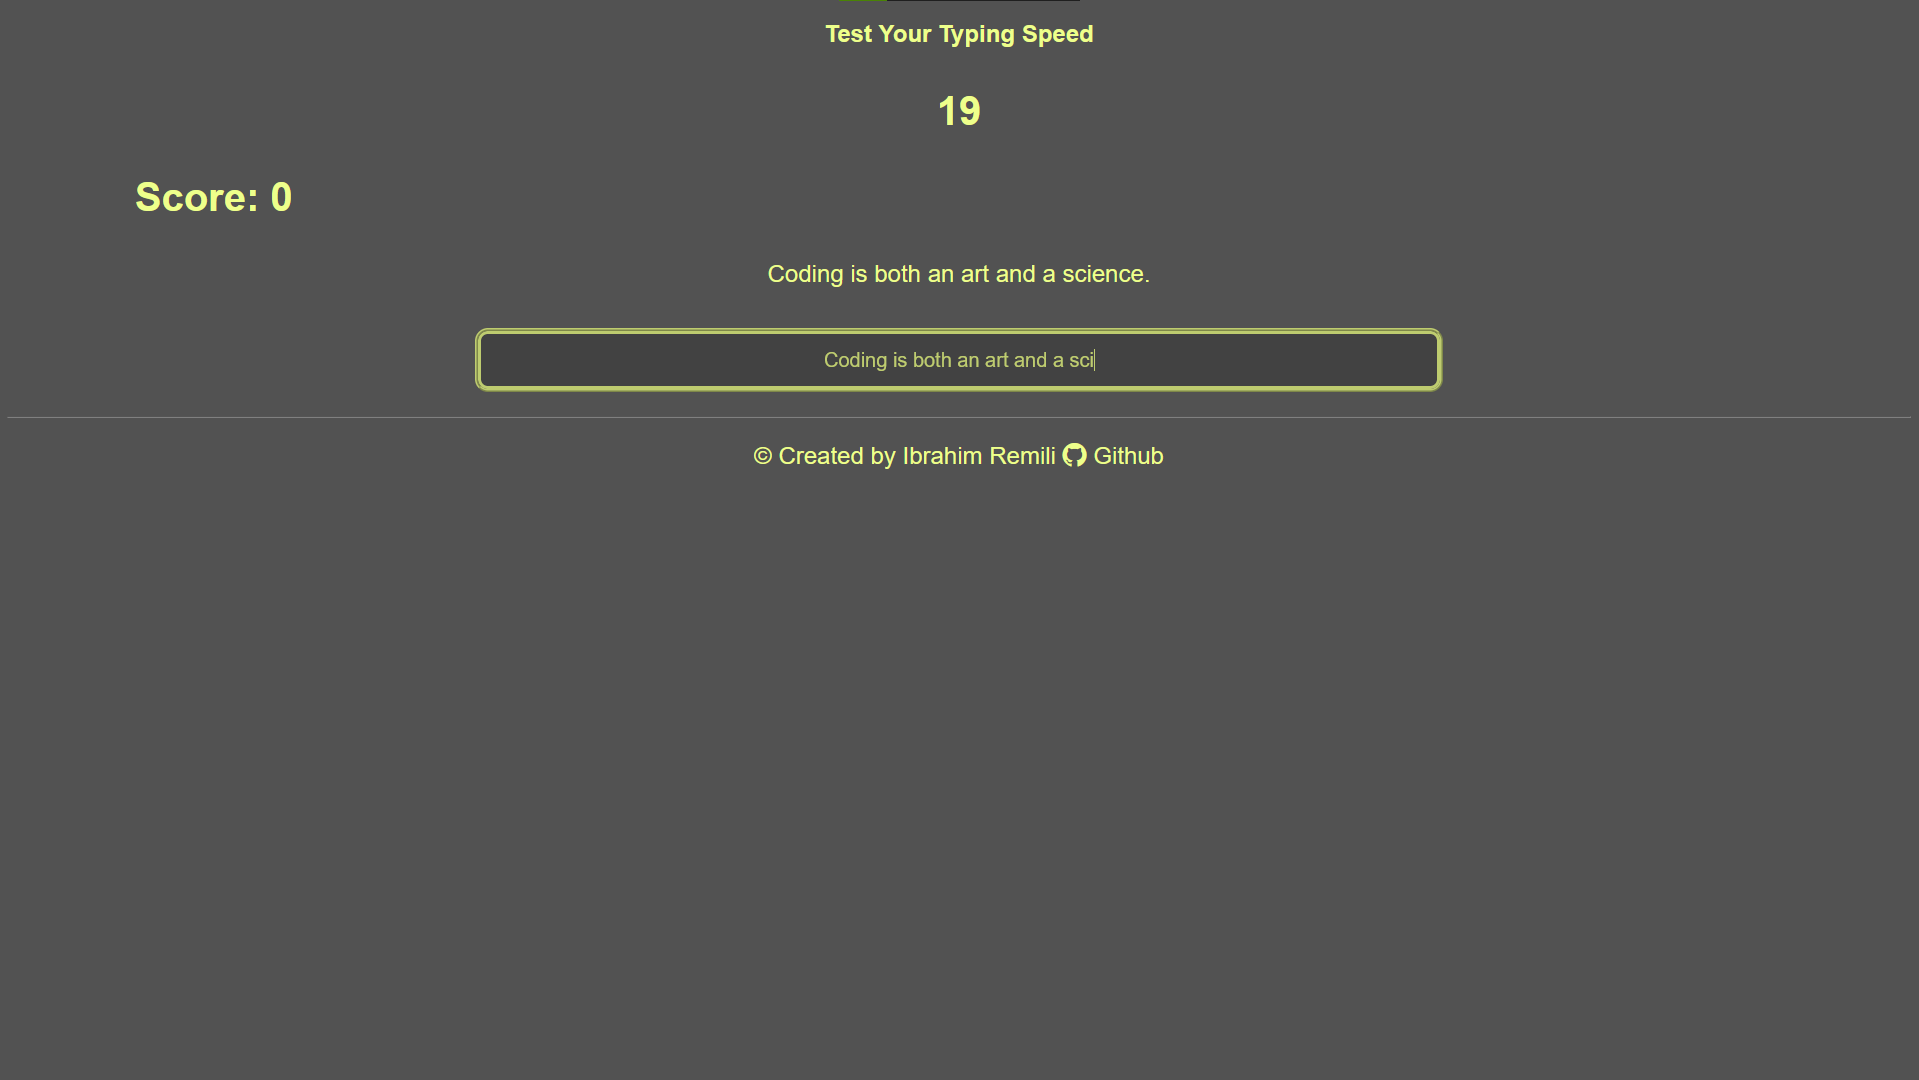 Test Your Typing Speed
19
Score: 0
Coding is both an art and a science.
Coding is both an art and a sci
© Created by Ibrahim Remili Github